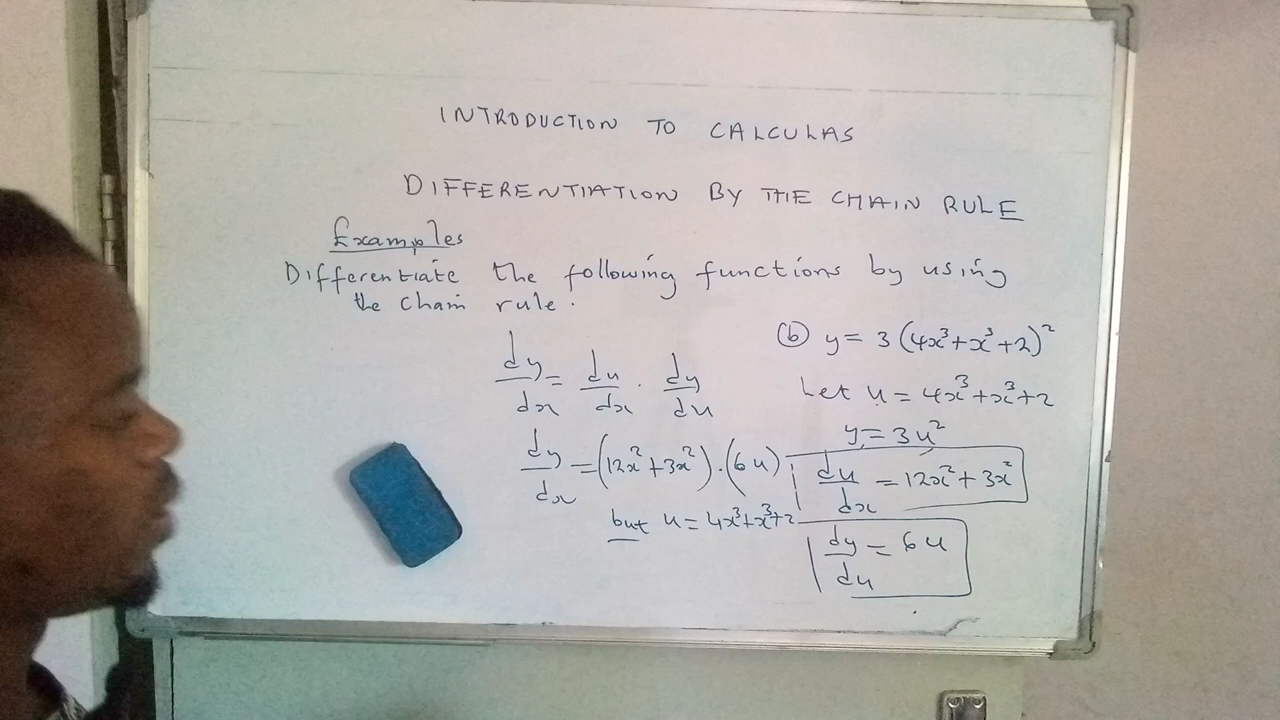 INTRODUCTION TO CALCULAS
DIFFERENTIATION BY THE CHAIN RULE
Examples
Differentiate the following functions by using
the chain rule.
dy/dx = du/dx . dy/du
dy/dx = (12x²+3x²).(6u)
but u = 4x³+x³+2
(b) y = 3(4x³+x³+2)²
Let u = 4x³+x³+2
y = 3u²
du/dx = 12x²+3x²
dy/du = 6u